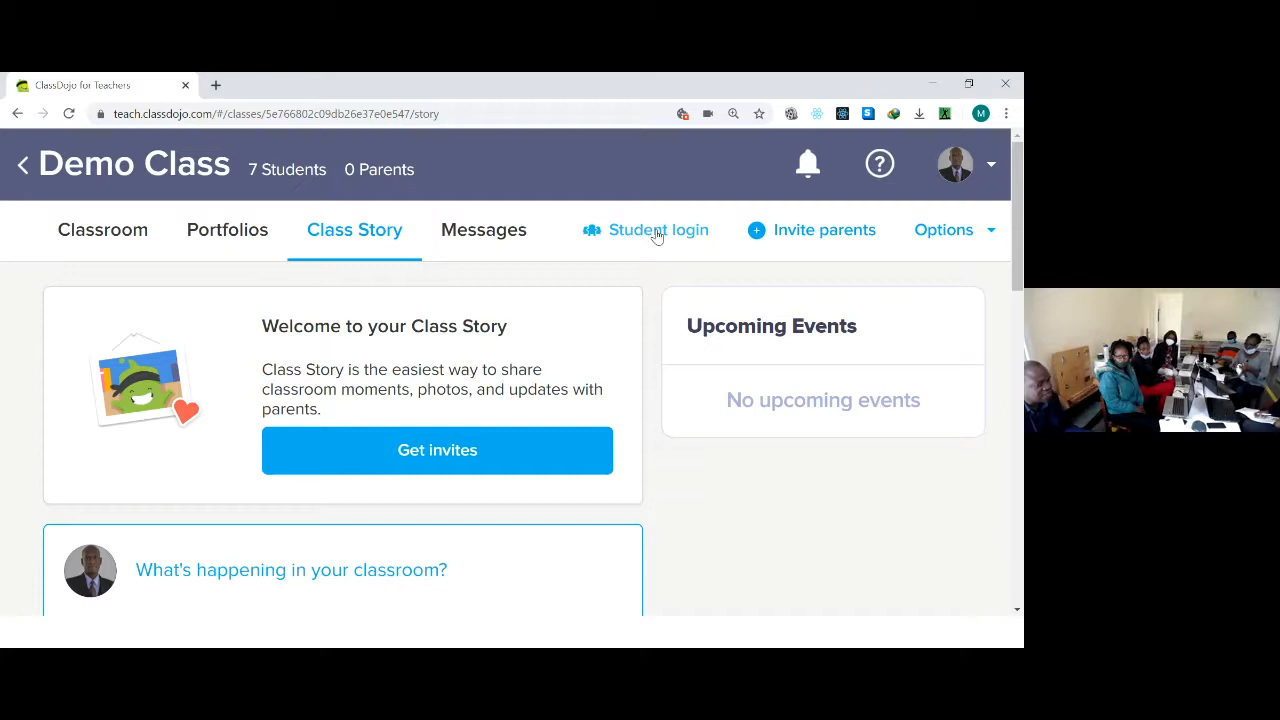 ClassDojo for Teachers
teach.classdojo.com/#/classes/5e766802c09db26e37e0e547/story
M
Demo Class 7 Students 0 Parents
Classroom Portfolios Class Story Messages Student login Invite parents Options
Welcome to your Class Story
Class Story is the easiest way to share
classroom moments, photos, and updates with
parents.
Get invites
Upcoming Events
No upcoming events
What's happening in your classroom?